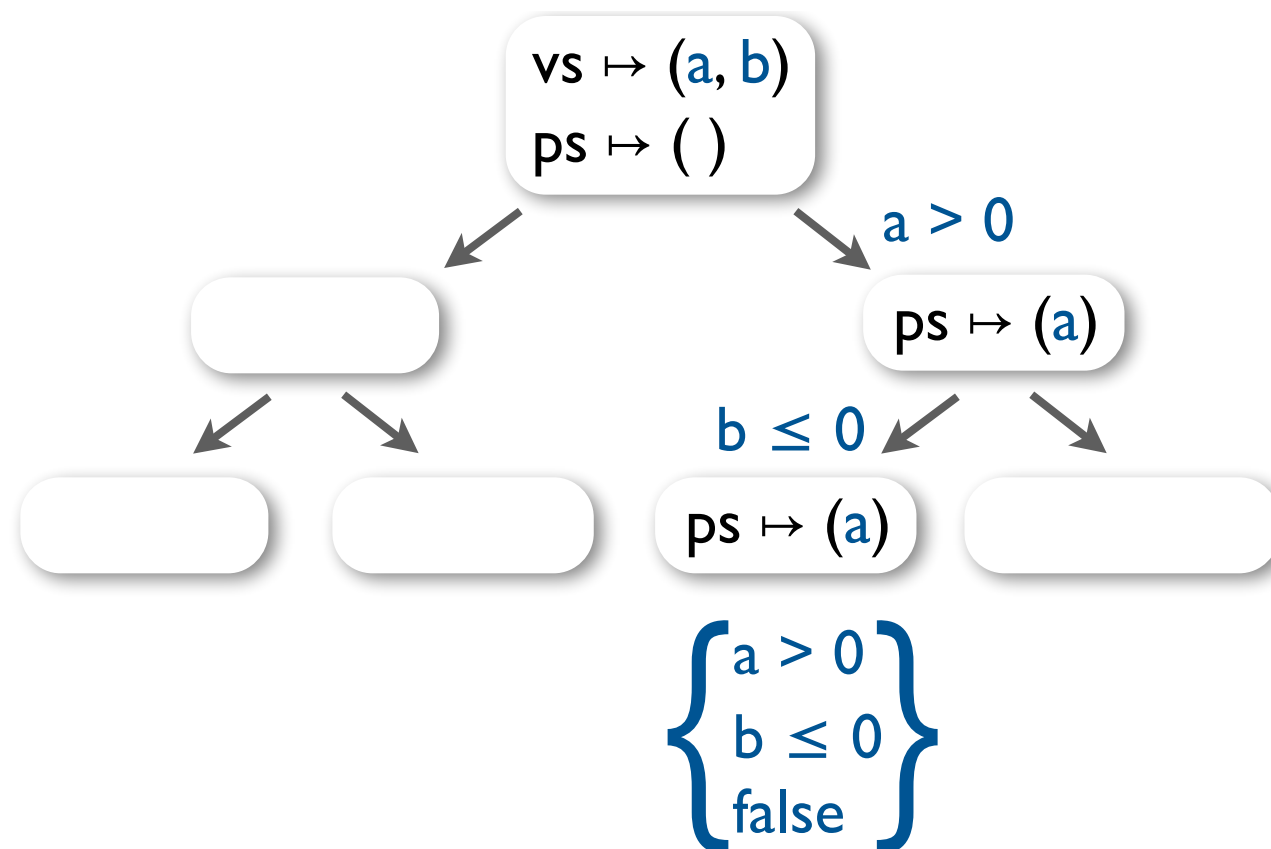 vs ↦ (a, b)
ps ↦ ( )
a > 0
ps ↦ (a)
b ≤ 0
ps ↦ (a)
a > 0
b ≤ 0
false